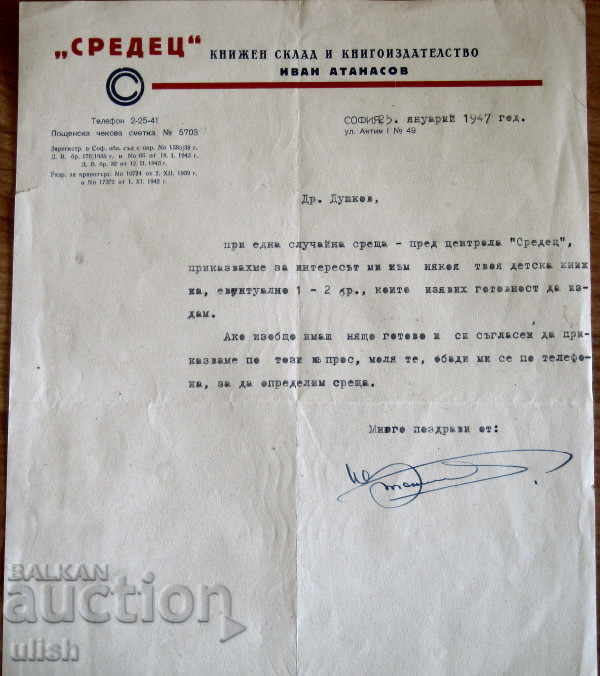 „СРЕДЕЦ“ КНИЖЕН СКЛАД И КНИГОИЗДАТЕЛСТВО
ИВАН АТАНАСОВ
Телефон 2-25-41
Пощенска чекова сметка № 5703
СОФИЯ 25. януарий 1947 год.
ул. Антим I № 49
Др. Душков,
при една случайна среща - пред централа "Средец",
приказвахме за интересът ми към някоя твоя детска книж
ка, евентуално 1 - 2 др., които изявих готовност да из-
дам.
Ако изобщо имаш нещо готово и си съгласен да при-
казваме по този въпрос, моля те, обади ми се по телефо-
на, за да определим среща.
Много поздрави от:
BALKAN
auction
ulish